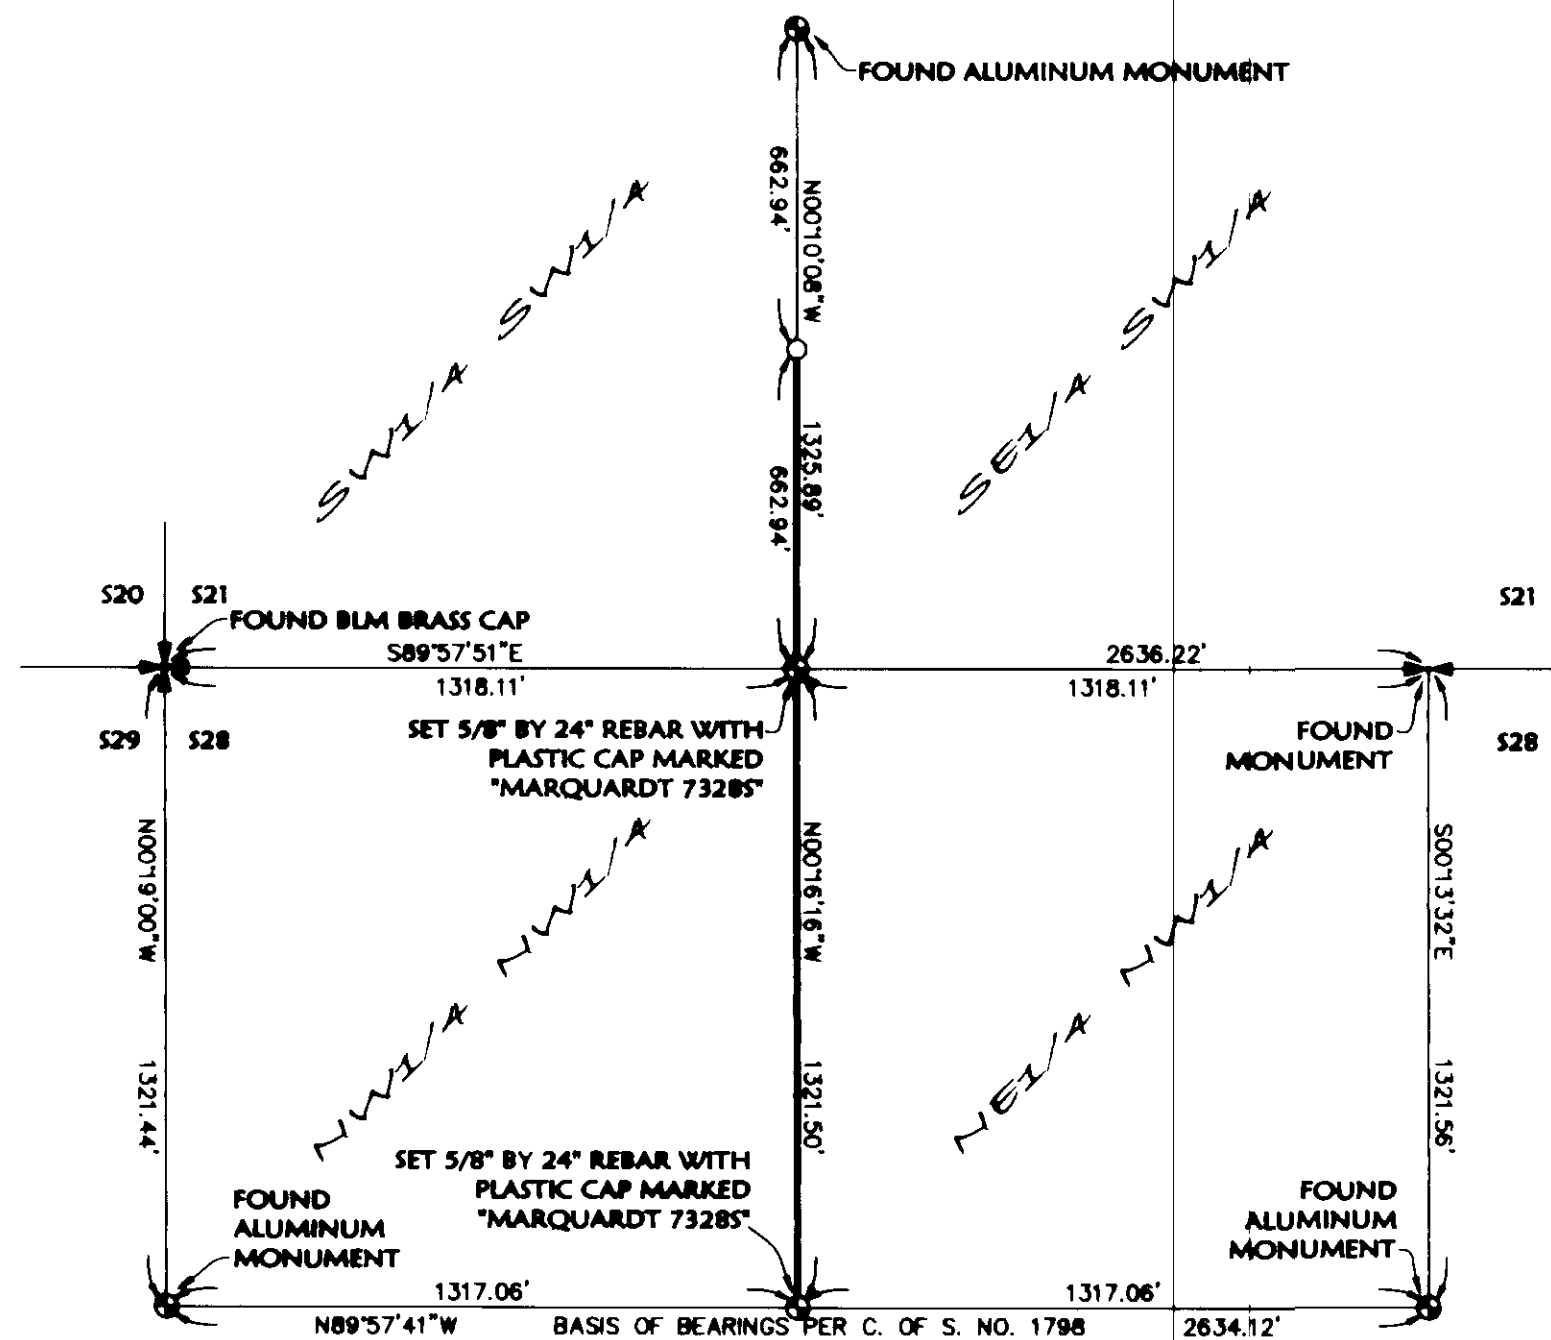 FOUND ALUMINUM MONUMENT
662.94'
N00°10'08"W
SW1/4 SW1/4
SE1/4 SW1/4
1325.89'
662.94'
S20
S21
S21
FOUND BLM BRASS CAP
S89°57'51"E
2636.22'
1318.11'
1318.11'
S29
S28
S28
SET 5/8" BY 24" REBAR WITH
PLASTIC CAP MARKED
"MARQUARDT 7328S"
FOUND
MONUMENT
N00°19'00"W
N00°16'16"W
S00°13'32"E
NW1/4 NW1/4
NE1/4 NW1/4
1321.44'
1321.50'
1321.56'
SET 5/8" BY 24" REBAR WITH
PLASTIC CAP MARKED
"MARQUARDT 7328S"
FOUND
ALUMINUM
MONUMENT
FOUND
ALUMINUM
MONUMENT
1317.06'
1317.06'
N89°57'41"W
BASIS OF BEARINGS PER C. OF S. NO. 1798
2634.12'